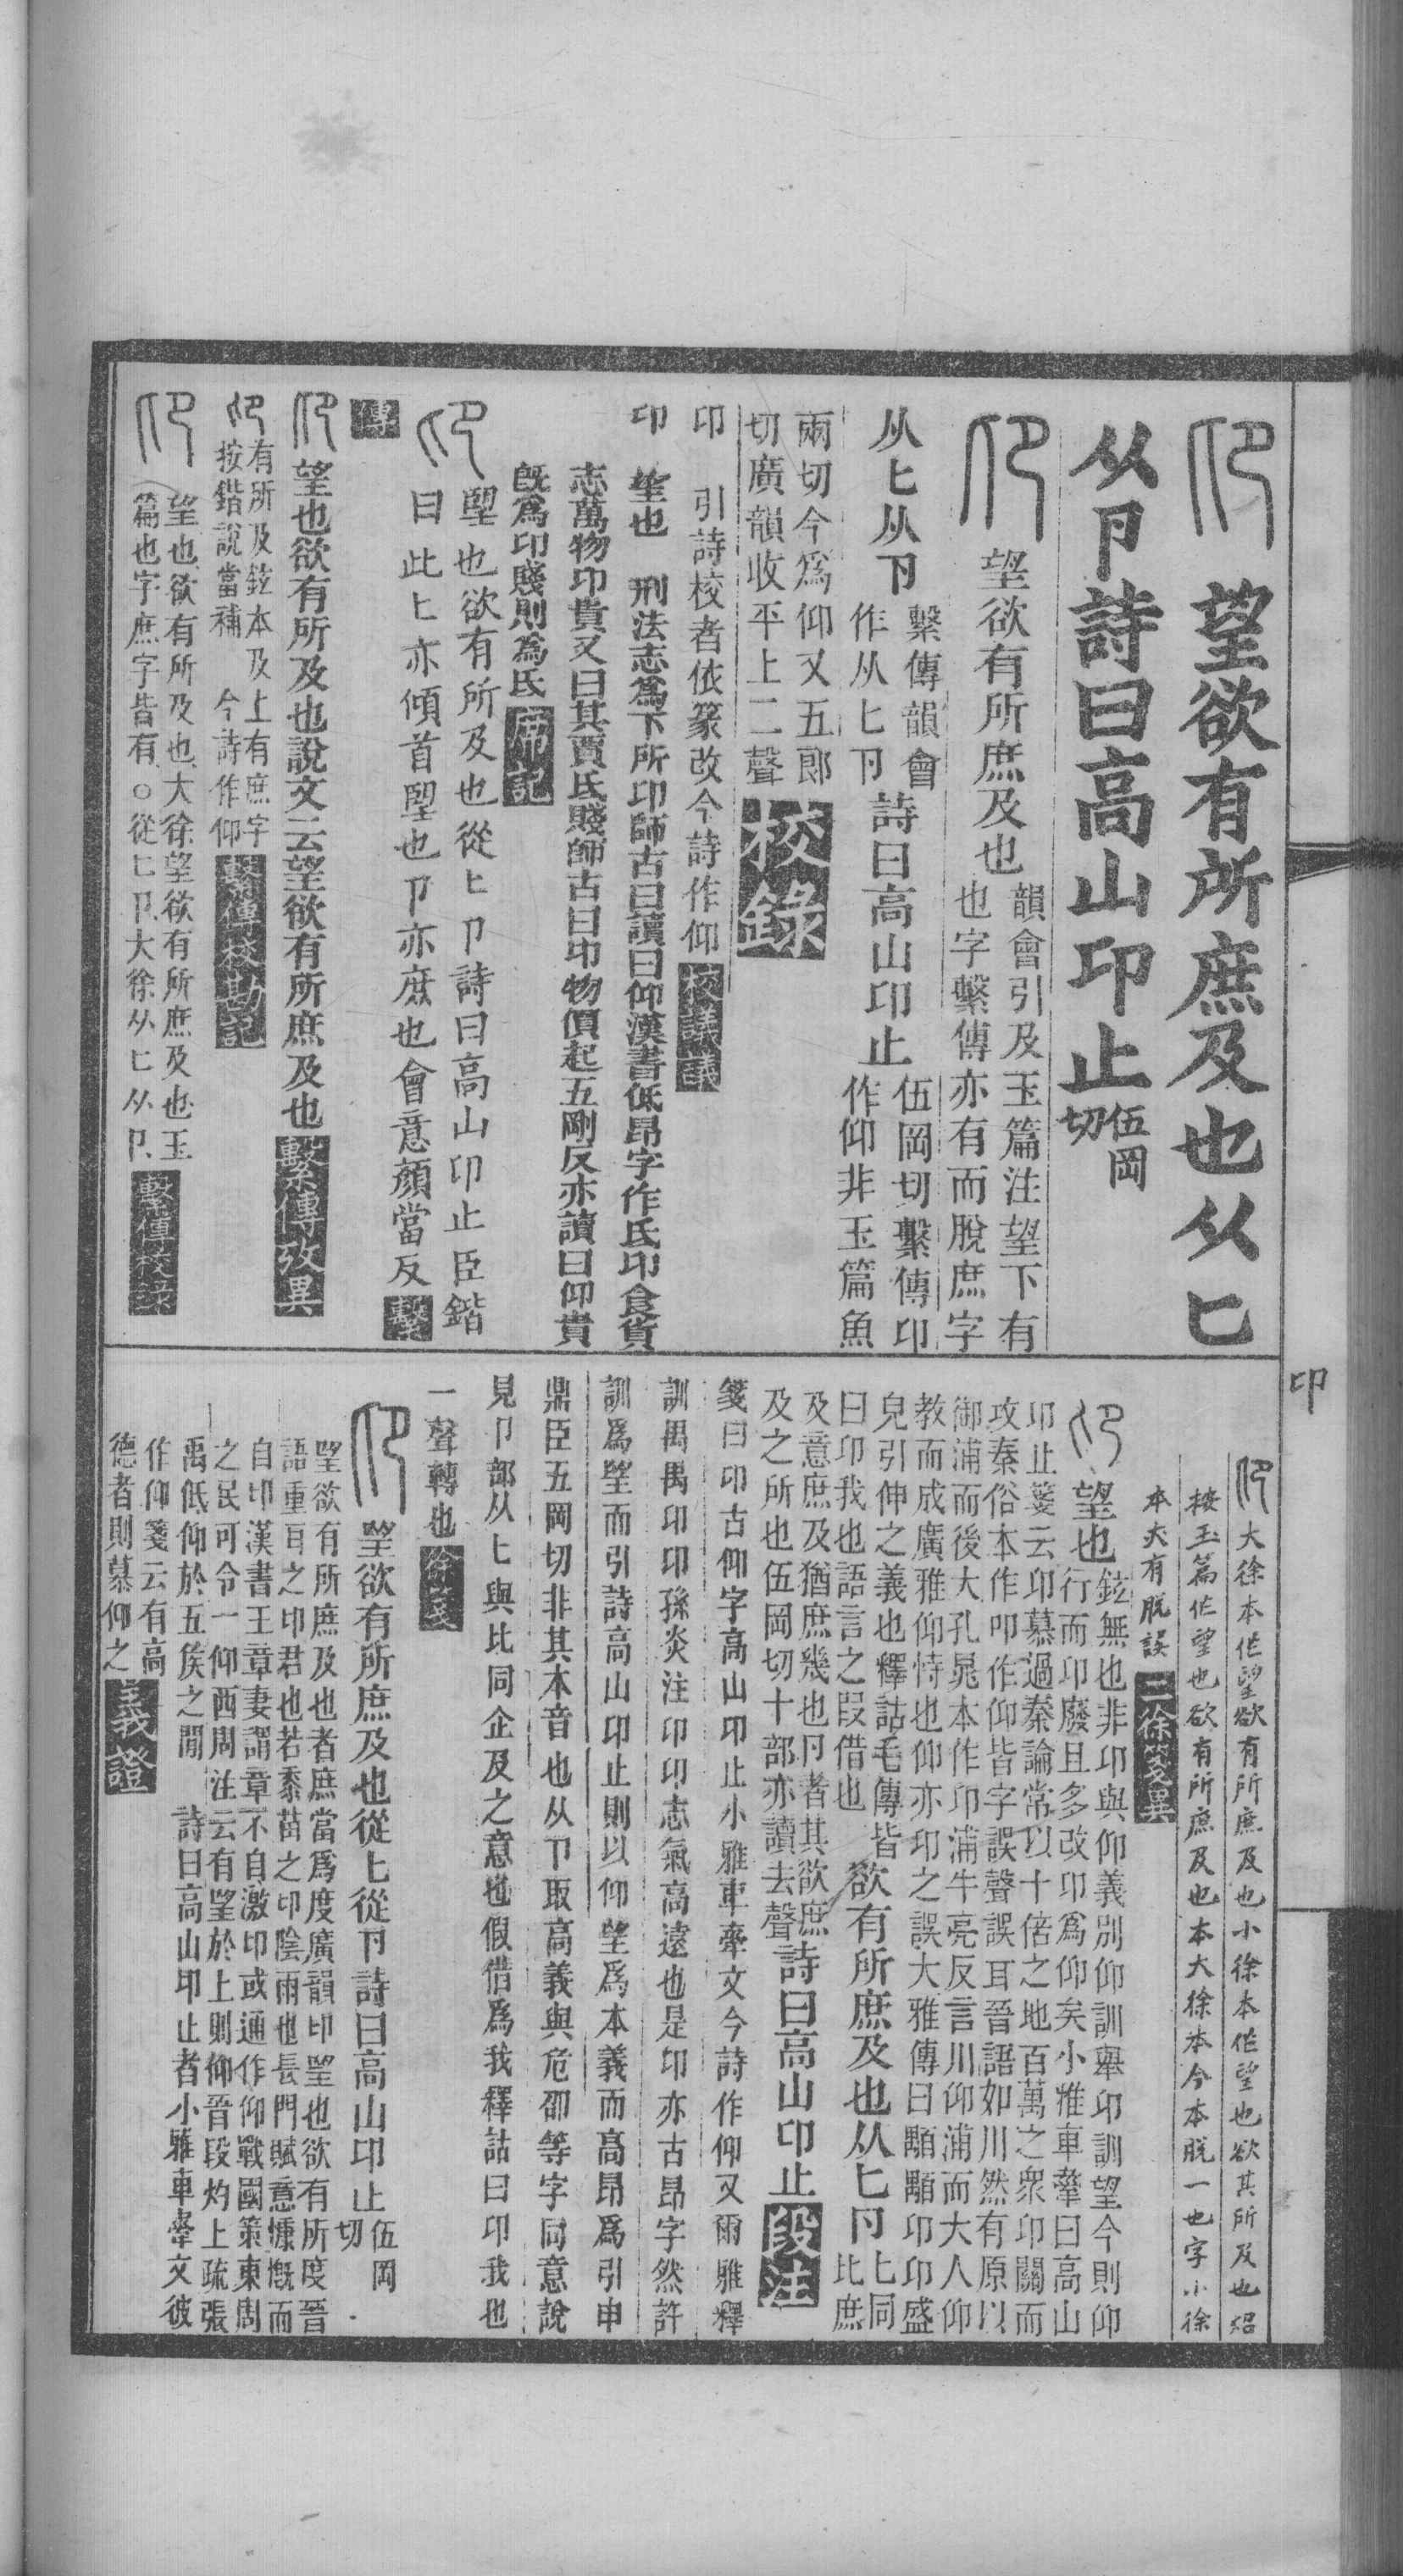 望欲有所庶及也从匕
从卪詩曰高山卬止伍岡切
望欲有所庶及也韻會引及玉篇注望下有
也字繫傳亦有而脫庶字
从匕从卪繫傳韻會
作从匕卪詩曰高山卬止伍岡切繫傳卬
作仰非玉篇魚
兩切今為仰又五郎
切廣韻收平上二聲校錄
卬 引詩校者依篆改今詩作仰校議議
卬 望也 刑法志為下所卬師古曰讀曰仰漢書低昂字作氐卬食貨
志萬物卬貴又曰其賈氐賤師古曰卬物價起五剛反亦讀曰仰貴
旣為卬賤則為氐席記
朢也欲有所及也從匕卪詩曰高山卬止臣鍇
曰此匕亦傾首朢也卪亦庶也會意顏當反繫
傳
望也欲有所及也說文云望欲有所庶及也繫傳攷異
有所及鉉本及上有庶字
按鍇說當補 今詩作仰繫傳校勘記
望也欲有所及也大徐望欲有所庶及也玉
篇也字庶字皆有○從匕卪大徐从匕从卪繫傳校錄
卬
大徐本作望欲有所庶及也小徐本作望也欲其所及也紹
按玉篇作望也欲有所庶及也本大徐本今本脫一也字小徐
本夾有脫誤二徐箋異
望也鉉無也非卬與仰義別仰訓舉卬訓望今則仰
行而卬廢且多改卬為仰矣小雅車舝曰高山
卬止箋云卬慕過秦論常以十倍之地百萬之眾卬關而
攻秦俗本作叩作仰皆字誤聲誤耳晉語如川然有原以
御浦而後大孔晁本作卬浦牛亮反言川仰浦而大人仰
教而成廣雅仰恃也仰亦卬之誤大雅傳曰顒顒卬卬盛
皃引伸之義也釋詁毛傳皆
曰卬我也語言之叚借也欲有所庶及也从匕卪匕同
比庶
及意庶及猶庶幾也卪者其欲庶
及之所也伍岡切十部亦讀去聲詩曰高山卬止段注
箋曰卬古仰字高山卬止小雅車舝文今詩作仰又爾雅釋
訓禺禺卬卬孫炎注卬卬志氣高遠也是卬亦古昂字然許
訓為望而引詩高山卬止則以仰望為本義而高昂為引申
鼎臣五岡切非其本音也从卪取高義與危卲等字同意說
見卪部从匕與比同企及之意也假借為我釋詁曰卬我也
一聲轉也徐箋
望欲有所庶及也從匕從卪詩曰高山卬止伍岡
切
望欲有所庶及也者庶當為度廣韻卬望也欲有所度晉
語重耳之卬君也若黍苗之卬陰雨也長門賦意慷慨而
自卬漢書王章妻謂章不自激卬或通作仰戰國策東周
之民可令一仰西周注云有望於上則仰晉段灼上疏張
禹低仰於五侯之閒 詩曰高山卬止者小雅車舝文彼
作仰箋云有高
德者則慕仰之義證